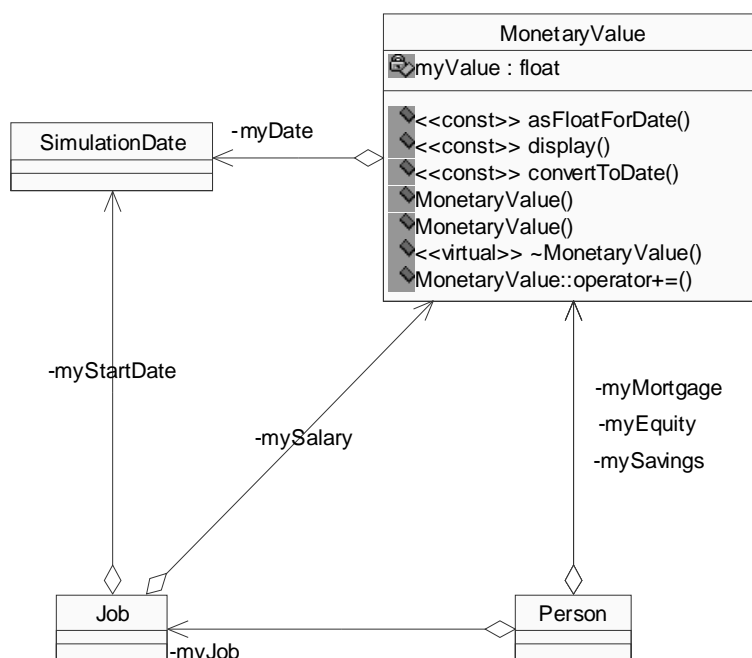 MonetaryValue
myValue : float
<<const>> asFloatForDate()
<<const>> display()
<<const>> convertToDate()
MonetaryValue()
MonetaryValue()
<<virtual>> ~MonetaryValue()
MonetaryValue::operator+=()
SimulationDate
-myDate
-myStartDate
-mySalary
-myMortgage
-myEquity
-mySavings
Job
Person
-myJob